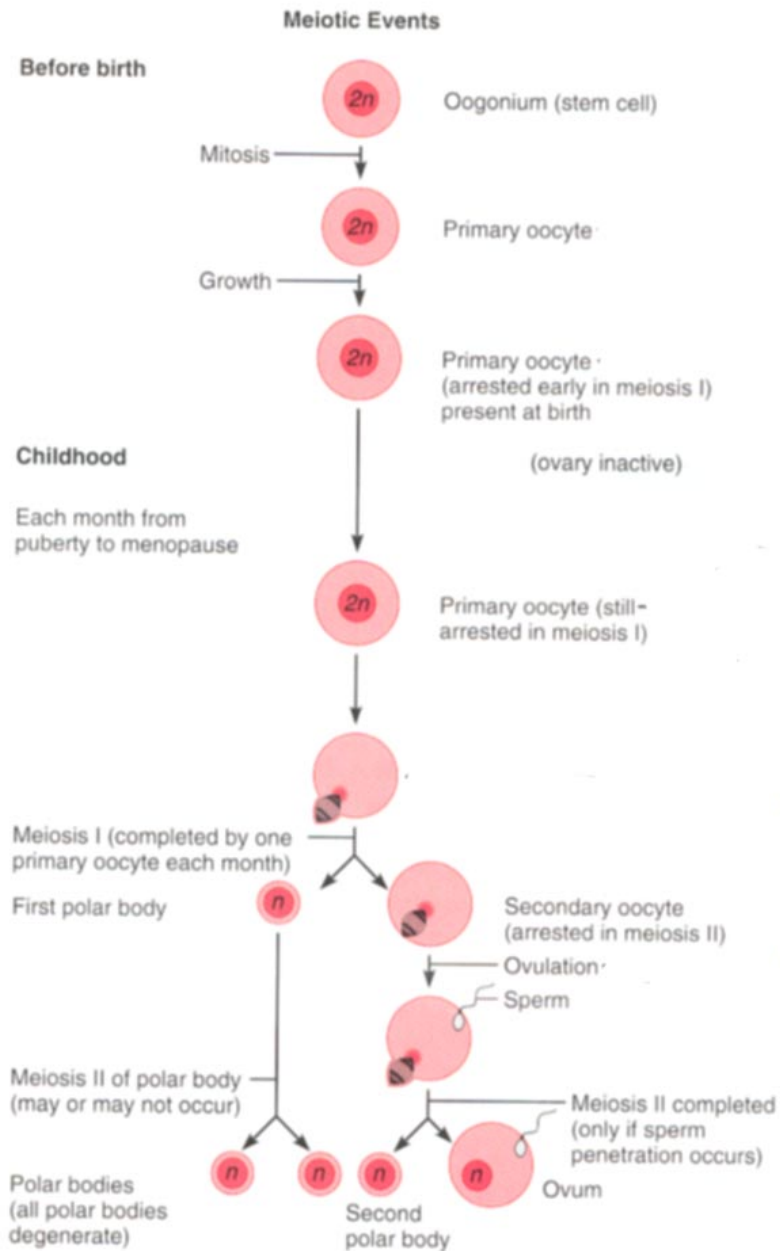 Meiotic Events
Before birth
2n
Oogonium (stem cell)
Mitosis
2n
Primary oocyte
Growth
2n
Primary oocyte
(arrested early in meiosis I)
present at birth
Childhood
(ovary inactive)
Each month from
puberty to menopause
2n
Primary oocyte (still-
arrested in meiosis I)
Meiosis I (completed by one
primary oocyte each month)
First polar body
n
Secondary oocyte
(arrested in meiosis II)
Ovulation
Sperm
Meiosis II of polar body
(may or may not occur)
Meiosis II completed
(only if sperm
penetration occurs)
n
n
n
n
Polar bodies
(all polar bodies
degenerate)
Second
polar body
Ovum